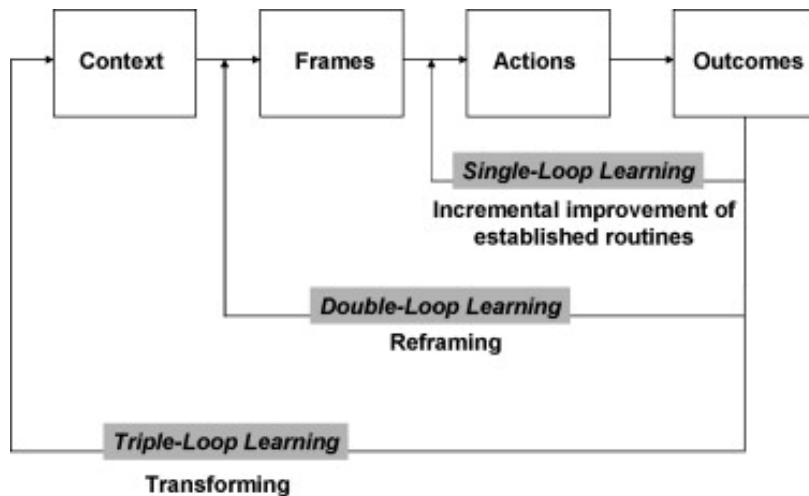 Context
Frames
Actions
Outcomes
Single-Loop Learning
Incremental improvement of
established routines
Double-Loop Learning
Reframing
Triple-Loop Learning
Transforming